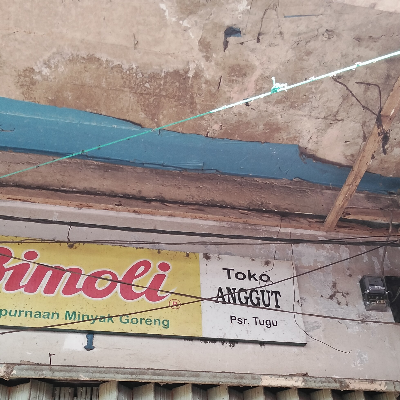 Bimoli®
purnaan Minyak Goreng
Toko
ANGGUT
Psr. Tugu